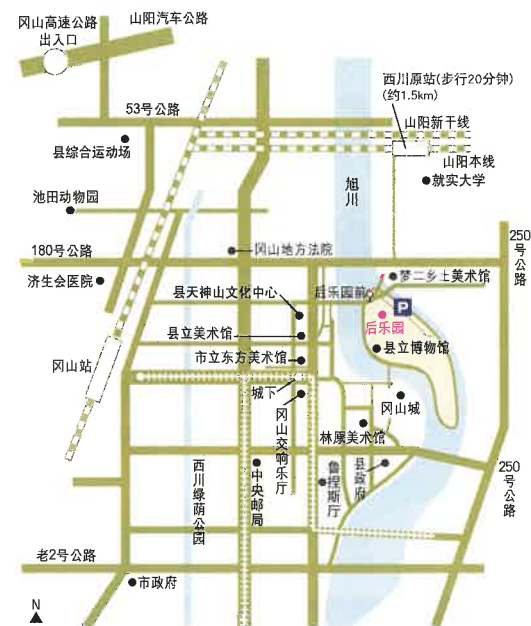 冈山高速公路
出入口
山阳汽车公路
西川原站(步行20分钟)
(约1.5km)
53号公路
山阳新干线
县综合运动场
山阳本线
旭川
就实大学
池田动物园
250号公路
180号公路
冈山地方法院
梦二乡土美术馆
济生会医院
县天神山文化中心
后乐园前
P
后乐园
县立美术馆
县立博物馆
市立东方美术馆
冈山站
城下
冈山城
冈山交响乐厅
林原美术馆
西川绿荫公园
中央邮局
鲁捏斯厅
县政府
250号公路
老2号公路
市政府
N